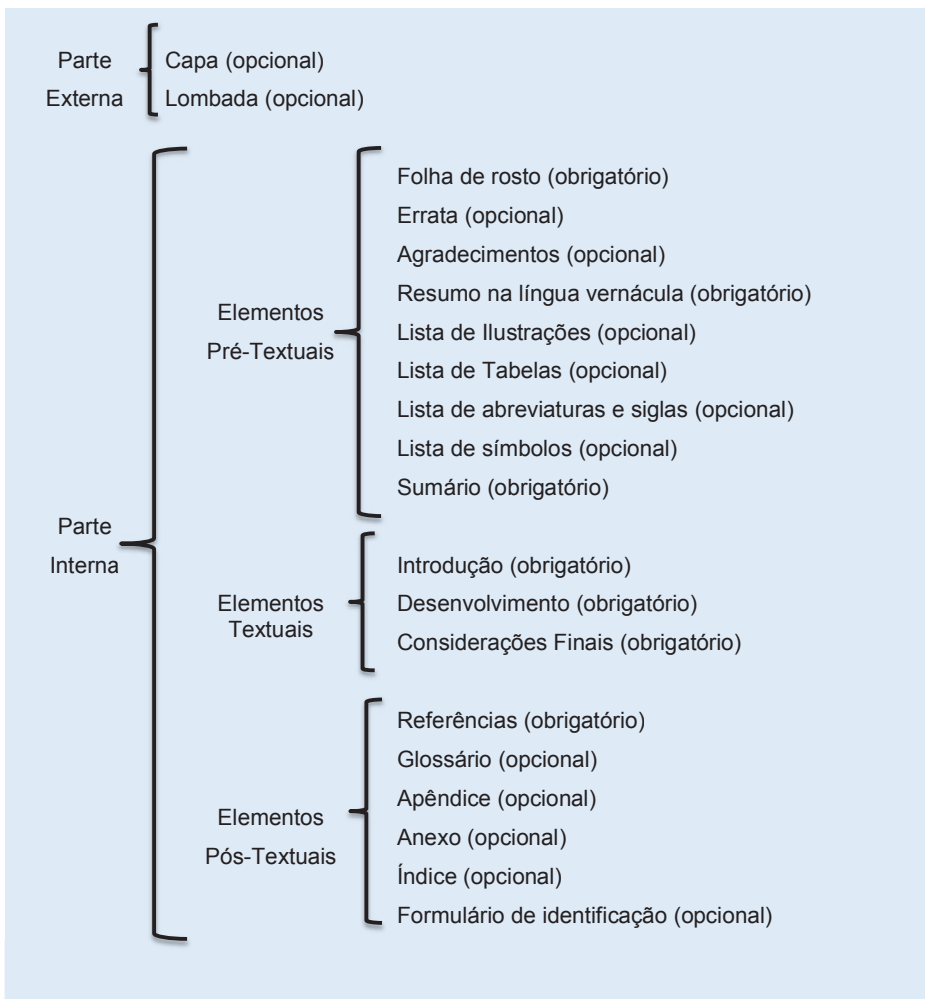 Parte
Externa
Capa (opcional)
Lombada (opcional)
Parte
Interna
Elementos
Pré-Textuais
Folha de rosto (obrigatório)
Errata (opcional)
Agradecimentos (opcional)
Resumo na língua vernácula (obrigatório)
Lista de Ilustrações (opcional)
Lista de Tabelas (opcional)
Lista de abreviaturas e siglas (opcional)
Lista de símbolos (opcional)
Sumário (obrigatório)
Elementos
Textuais
Introdução (obrigatório)
Desenvolvimento (obrigatório)
Considerações Finais (obrigatório)
Elementos
Pós-Textuais
Referências (obrigatório)
Glossário (opcional)
Apêndice (opcional)
Anexo (opcional)
Índice (opcional)
Formulário de identificação (opcional)